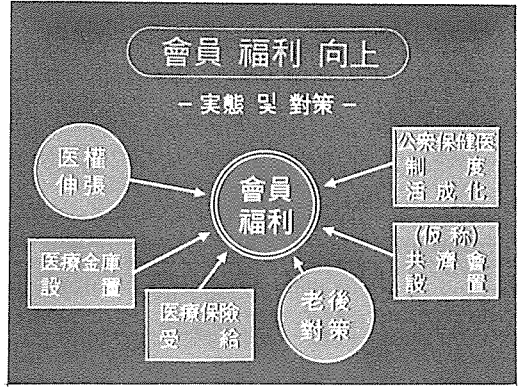 會員 福利 向上
– 実態 및 對策 –
医權
伸張
會員
福利
公衆保健医
制 度
活成化
医療金庫
設 置
医療保險
受 給
老後
對策
(仮 称)
共濟會
設 置